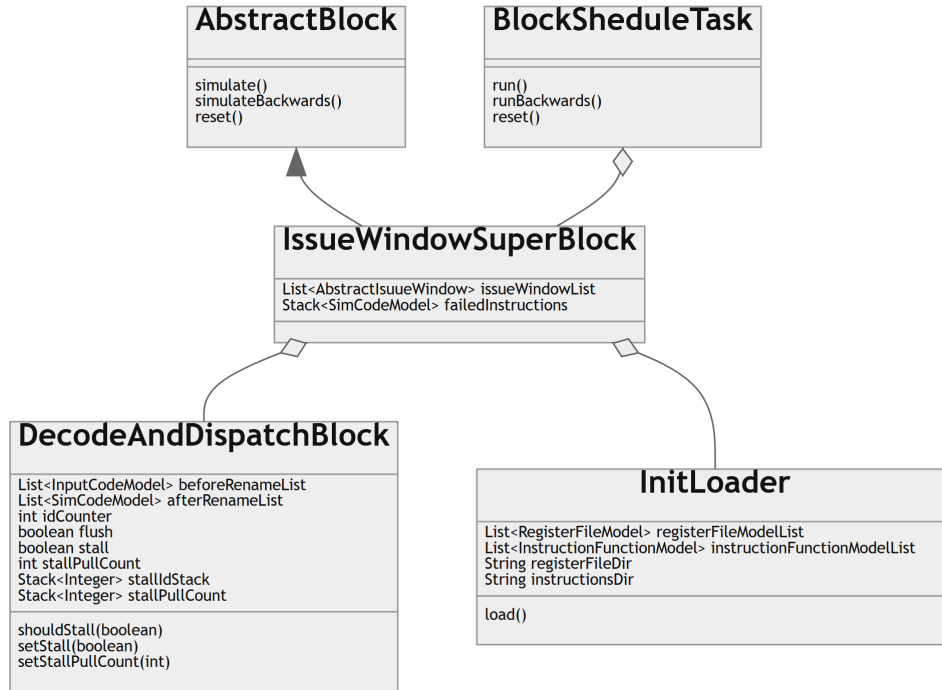 AbstractBlock
simulate()
simulateBackwards()
reset()
BlockSheduleTask
run()
runBackwards()
reset()
IssueWindowSuperBlock
List<AbstractIsuueWindow> issueWindowList
Stack<SimCodeModel> failedInstructions
DecodeAndDispatchBlock
List<InputCodeModel> beforeRenameList
List<SimCodeModel> afterRenameList
int idCounter
boolean flush
boolean stall
int stallPullCount
Stack<Integer> stallIdStack
Stack<Integer> stallPullCount
shouldStall(boolean)
setStall(boolean)
setStallPullCount(int)
InitLoader
List<RegisterFileModel> registerFileModelList
List<InstructionFunctionModel> instructionFunctionModelList
String registerFileDir
String instructionsDir
load()